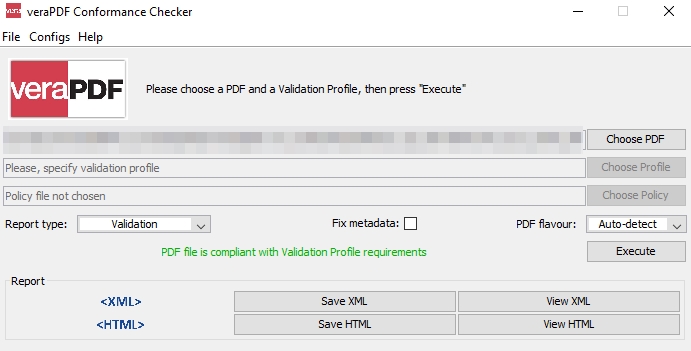 vera PDF veraPDF Conformance Checker
File Configs Help
veraPDF Please choose a PDF and a Validation Profile, then press "Execute"
Choose PDF
Please, specify validation profile Choose Profile
Policy file not chosen Choose Policy
Report type: Validation Fix metadata: PDF flavour: Auto-detect
PDF file is compliant with Validation Profile requirements Execute
Report
<XML> Save XML View XML
<HTML> Save HTML View HTML